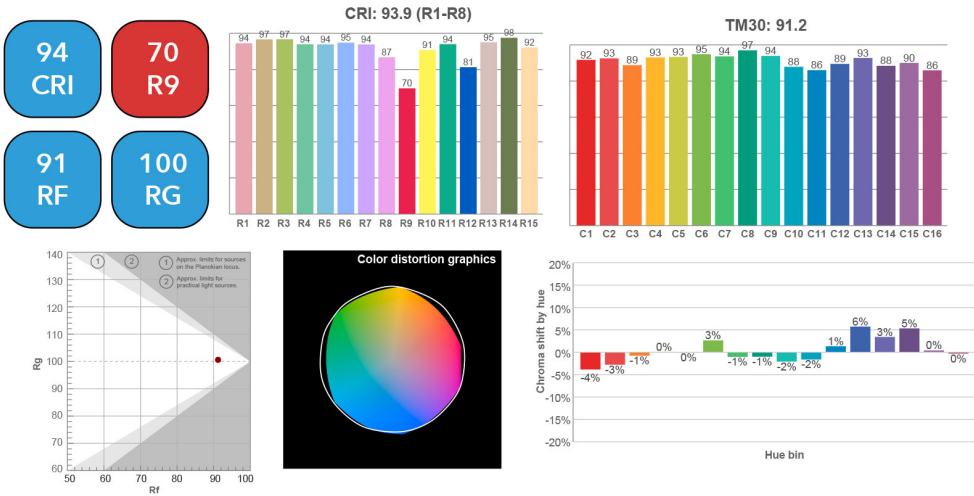 94
CRI
70
R9
91
RF
100
RG
CRI: 93.9 (R1-R8)
94 97 97 94 94 95 94 87 70 91 94 81 95 98 92
R1 R2 R3 R4 R5 R6 R7 R8 R9 R10 R11 R12 R13 R14 R15
TM30: 91.2
92 93 89 93 93 95 94 97 94 88 86 89 93 88 90 86
C1 C2 C3 C4 C5 C6 C7 C8 C9 C10 C11 C12 C13 C14 C15 C16
140
130
120
110
100
90
80
70
60
Rg
1 2
1 Approx. limits for sources
on the Planckian locus.
2 Approx. limits for
practical light sources.
50 60 70 80 90 100
Rf
Color distortion graphics
Chroma shift by hue
20%
15%
10%
5%
0%
-5%
-10%
-15%
-20%
-4% -3% -1% 0% 0% 3% -1% -1% -2% -2% 1% 6% 3% 5% 0% 0%
Hue bin